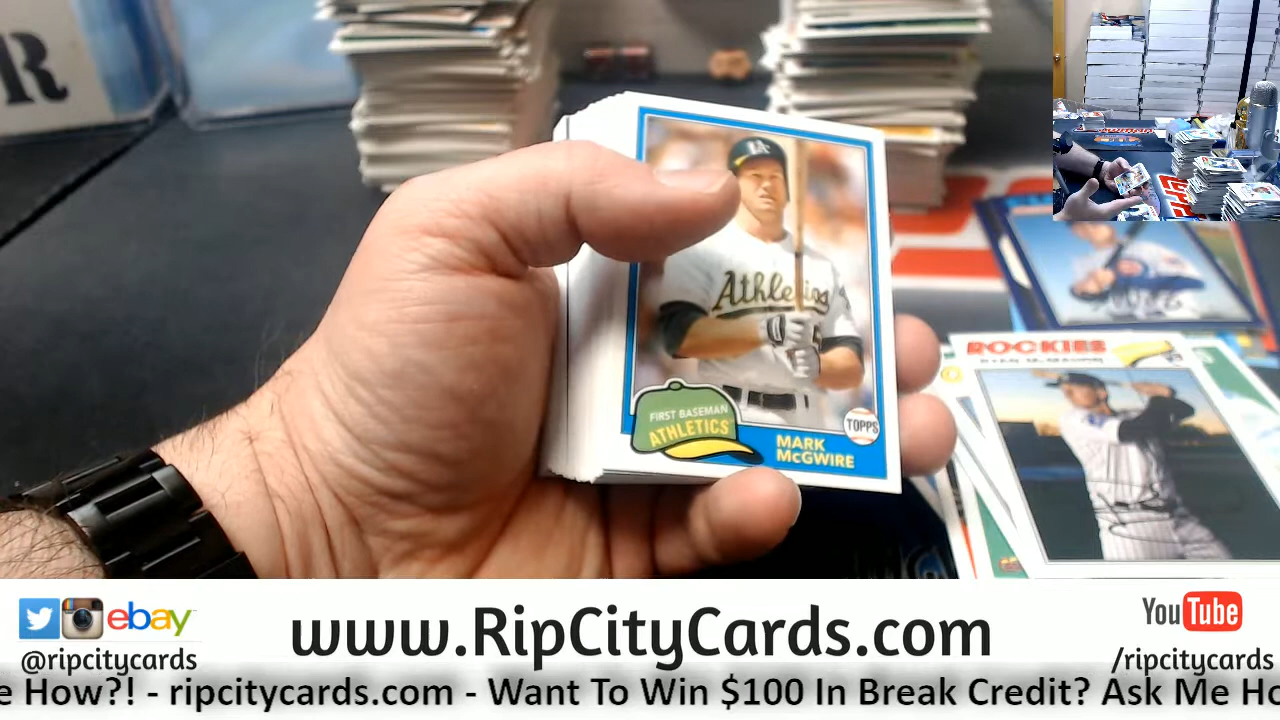 R
Athletics
FIRST BASEMAN
ATHLETICS
MARK
McGWIRE
TOPPS
ROCKIES
ebay
@ripcitycards
www.RipCityCards.com
YouTube
/ripcitycards
e How?! - ripcitycards.com - Want To Win $100 In Break Credit? Ask Me Ho